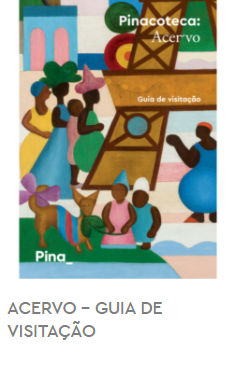 Pinacoteca:
Acervo
Guia de visitação
Pina_
ACERVO – GUIA DE
VISITAÇÃO